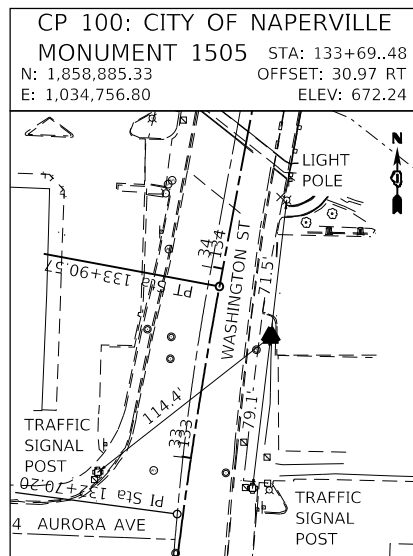 CP 100: CITY OF NAPERVILLE
MONUMENT 1505 STA: 133+69..48
N: 1,858,885.33 OFFSET: 30.97 RT
E: 1,034,756.80 ELEV: 672.24
N
LIGHT
POLE
34
134
PT Sta 133+90.57
WASHINGTON ST
71.5'
114.4'
79.1'
33
133
TRAFFIC
SIGNAL
POST
PI Sta 132+70.20
TRAFFIC
SIGNAL
POST
4 AURORA AVE